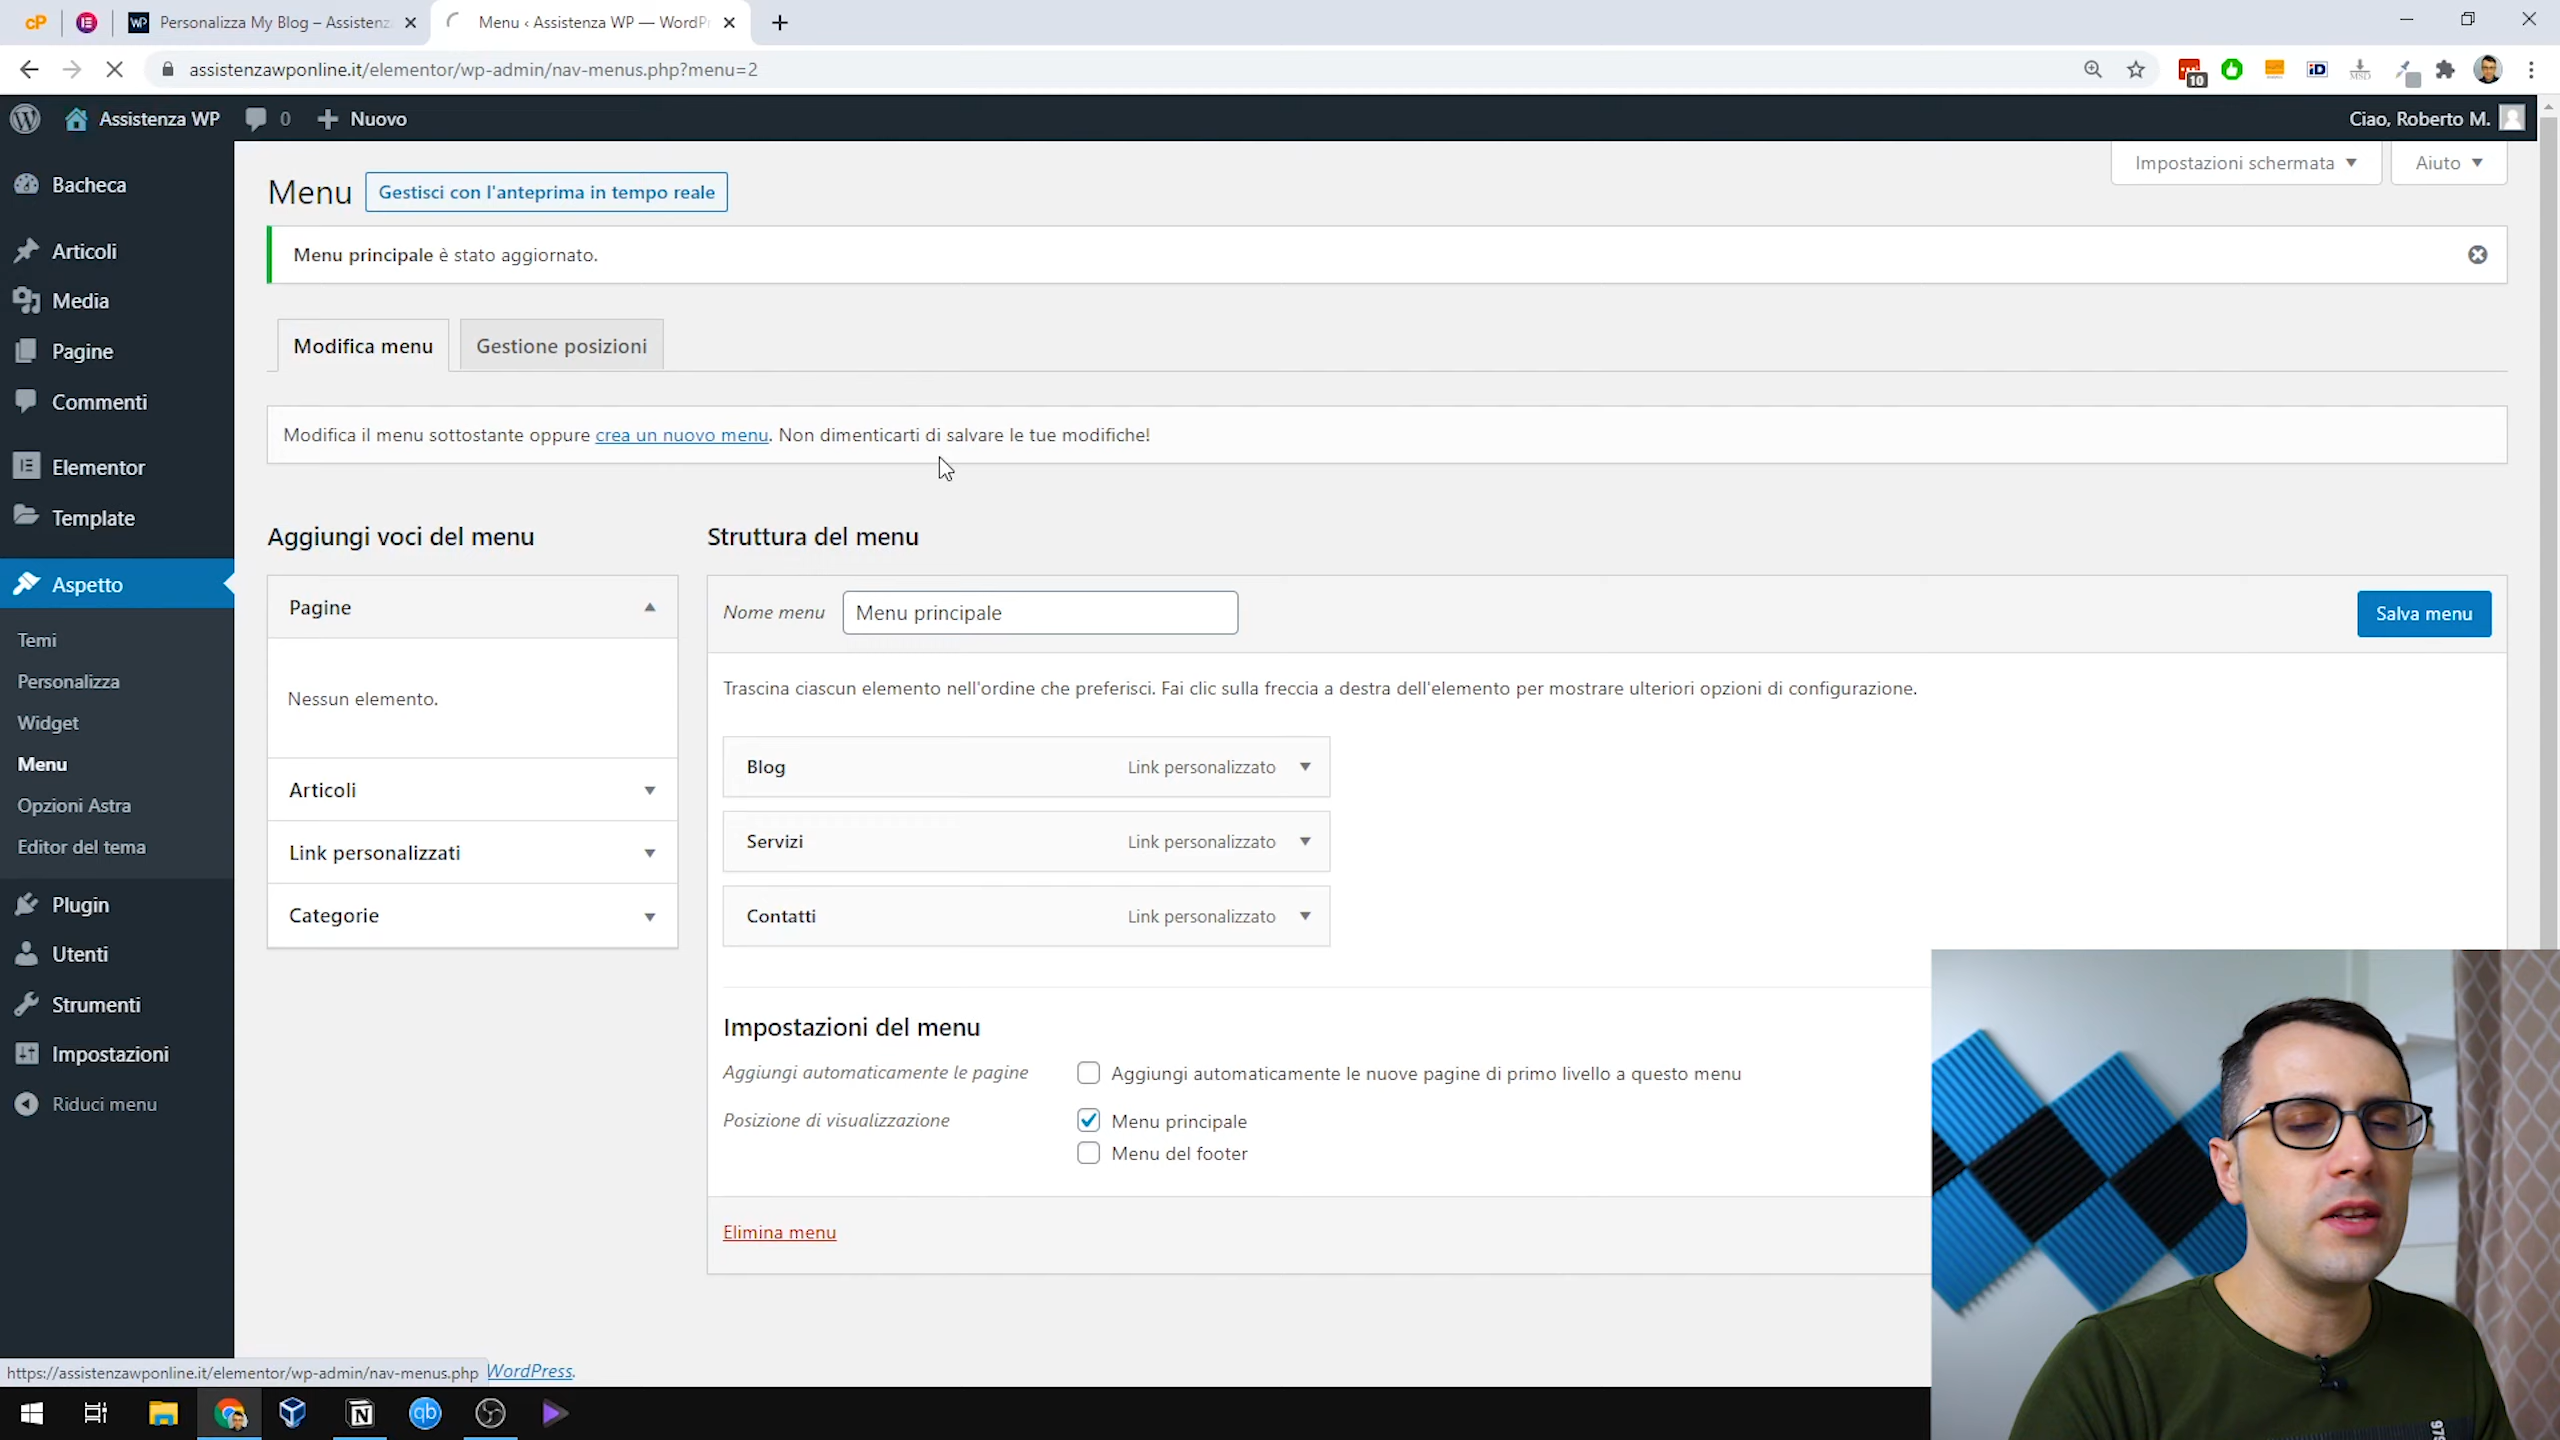 cP
WP
Personalizza My Blog – Assistenz
Menu ‹ Assistenza WP — WordPr
assistenzawponline.it/elementor/wp-admin/nav-menus.php?menu=2
10
iD
MSD
Assistenza WP
0
Nuovo
Ciao, Roberto M.
Bacheca
Articoli
Media
Pagine
Commenti
Elementor
Template
Aspetto
Temi
Personalizza
Widget
Menu
Opzioni Astra
Editor del tema
Plugin
Utenti
Strumenti
Impostazioni
Riduci menu
Impostazioni schermata
Aiuto
Menu
Gestisci con l'anteprima in tempo reale
Menu principale è stato aggiornato.
Modifica menu
Gestione posizioni
Modifica il menu sottostante oppure crea un nuovo menu. Non dimenticarti di salvare le tue modifiche!
Aggiungi voci del menu
Pagine
Nessun elemento.
Articoli
Link personalizzati
Categorie
Struttura del menu
Nome menu
Menu principale
Salva menu
Trascina ciascun elemento nell'ordine che preferisci. Fai clic sulla freccia a destra dell'elemento per mostrare ulteriori opzioni di configurazione.
Blog
Link personalizzato
Servizi
Link personalizzato
Contatti
Link personalizzato
Impostazioni del menu
Aggiungi automaticamente le pagine
Aggiungi automaticamente le nuove pagine di primo livello a questo menu
Posizione di visualizzazione
Menu principale
Menu del footer
Elimina menu
https://assistenzawponline.it/elementor/wp-admin/nav-menus.php
WordPress.
qb